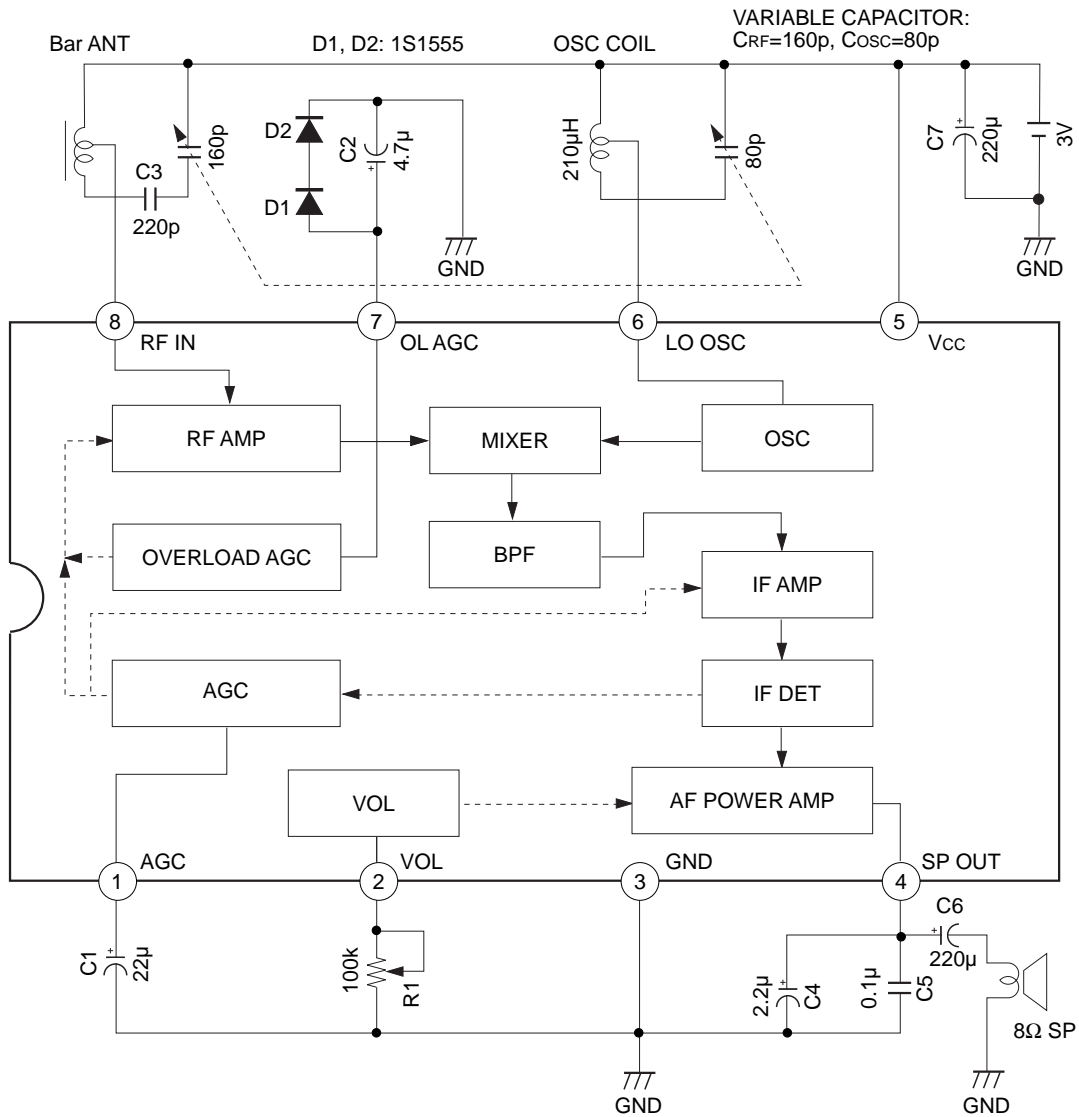 VARIABLE CAPACITOR:
CRF=160p, COSC=80p
Bar ANT
D1, D2: 1S1555
OSC COIL
160p
C3
220p
D2
D1
C2
+
4.7µ
GND
210µH
80p
C7
+
220µ
3V
GND
8
RF IN
7
OL AGC
6
LO OSC
5
VCC
RF AMP
MIXER
OSC
OVERLOAD AGC
BPF
IF AMP
AGC
IF DET
VOL
AF POWER AMP
AGC
1
VOL
2
GND
3
SP OUT
4
C1
+
22µ
100k
R1
2.2µ
+
C4
0.1µ
C5
C6
+
220µ
8Ω SP
GND
GND